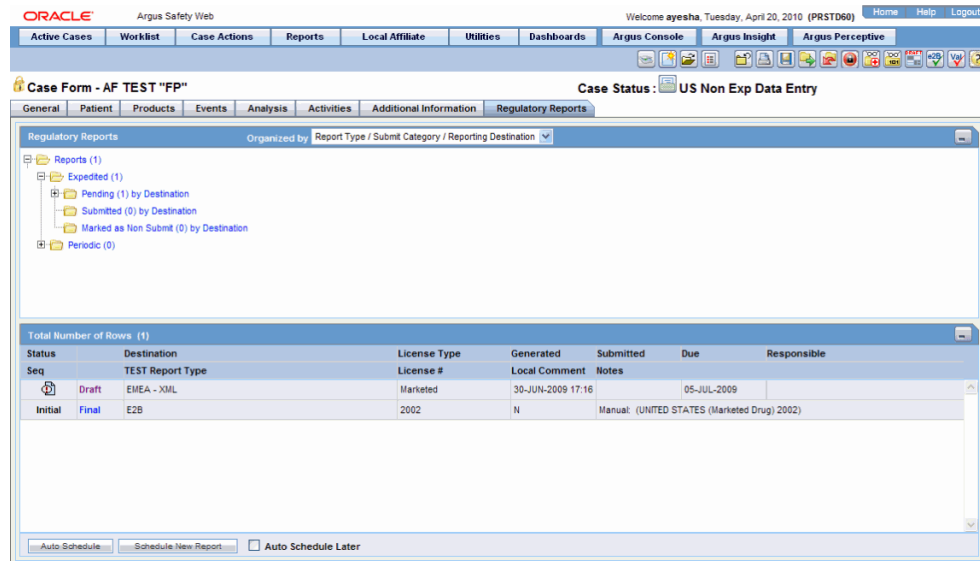 ORACLE Argus Safety Web Welcome ayesha, Tuesday, April 20, 2010 (PRSTD60) Home Help Logout
Active Cases Worklist Case Actions Reports Local Affiliate Utilities Dashboards Argus Console Argus Insight Argus Perceptive
Case Form - AF TEST "FP" Case Status : US Non Exp Data Entry
General Patient Products Events Analysis Activities Additional Information Regulatory Reports
Regulatory Reports Organized by Report Type / Submit Category / Reporting Destination
Reports (1)
Expedited (1)
Pending (1) by Destination
Submitted (0) by Destination
Marked as Non Submit (0) by Destination
Periodic (0)
Total Number of Rows (1)
Status Destination License Type Generated Submitted Due Responsible
Seq TEST Report Type License # Local Comment Notes
Draft EMEA - XML Marketed 30-JUN-2009 17:16 05-JUL-2009
Initial Final E2B 2002 N Manual: (UNITED STATES (Marketed Drug) 2002)
Auto Schedule Schedule New Report Auto Schedule Later